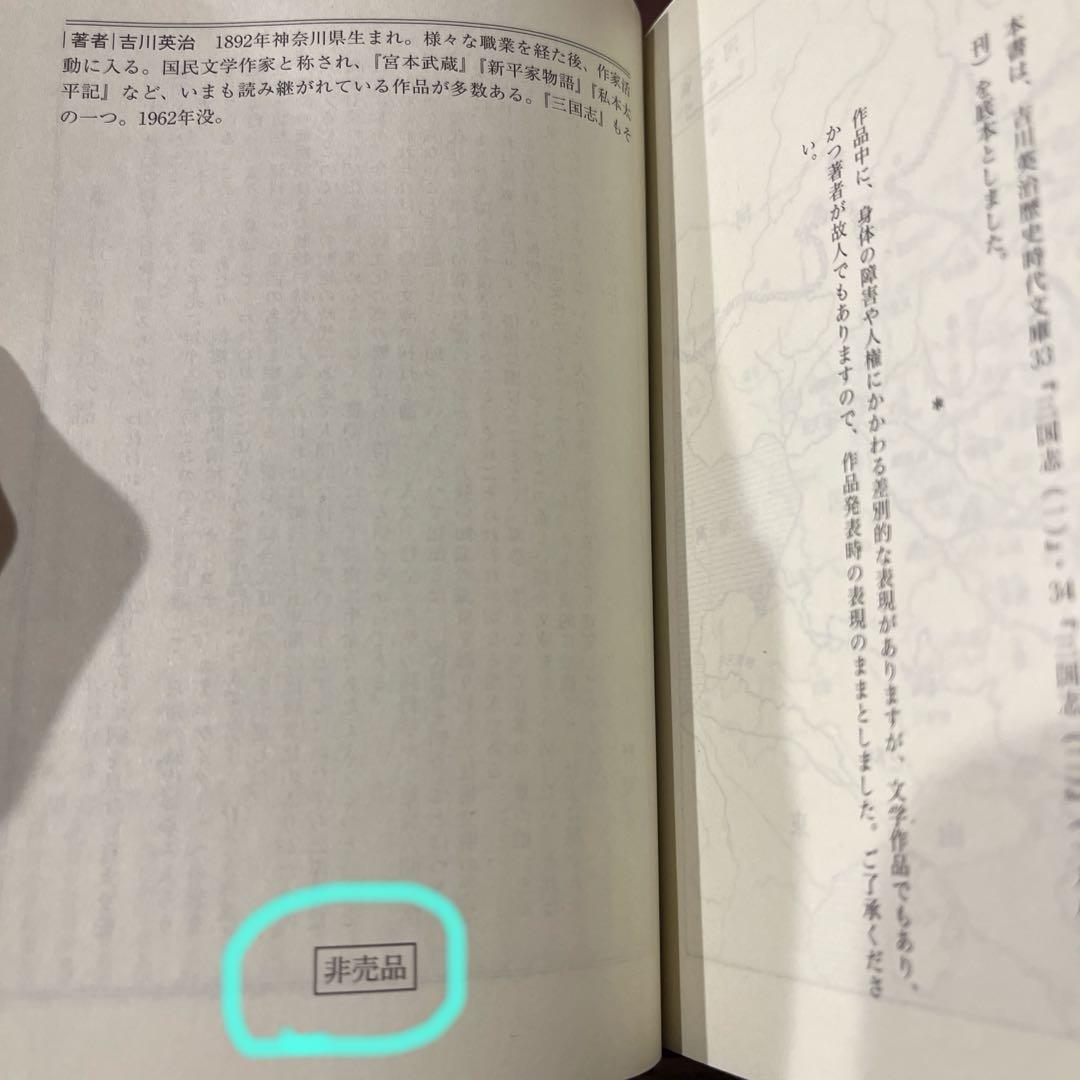 |著者|吉川英治　1892年神奈川県生まれ。様々な職業を経た後、作家活
動に入る。国民文学作家と称され、『宮本武蔵』『新平家物語』『私本太
平記』など、いまも読み継がれている作品が多数ある。『三国志』もそ
の一つ。1962年没。
非売品
本書は、吉川英治歴史時代文庫33『三国志（一）』・34『三国志（二）』
刊）を底本としました。
*
作品中に、身体の障害や人権にかかわる差別的な表現がありますが、文学作品でもあり、
かつ著者が故人でもありますので、作品発表時の表現のままとしました。ご了承くださ
い。